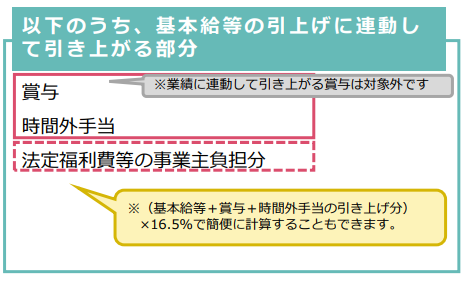 以下のうち、基本給等の引上げに連動し
て引き上がる部分
賞与
※業績に連動して引き上がる賞与は対象外です
時間外手当
法定福利費等の事業主負担分
※（基本給等＋賞与＋時間外手当の引き上げ分）
×16.5%で簡便に計算することもできます。